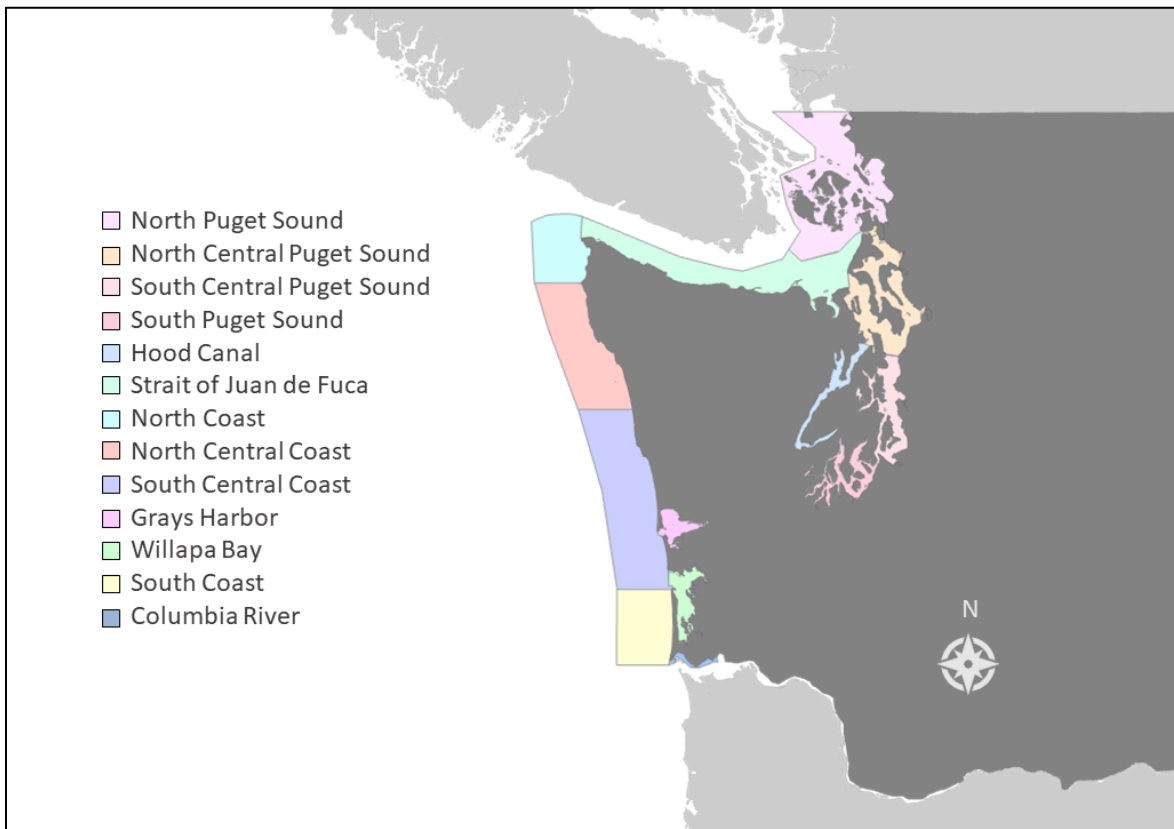 North Puget Sound
North Central Puget Sound
South Central Puget Sound
South Puget Sound
Hood Canal
Strait of Juan de Fuca
North Coast
North Central Coast
South Central Coast
Grays Harbor
Willapa Bay
South Coast
Columbia River
N